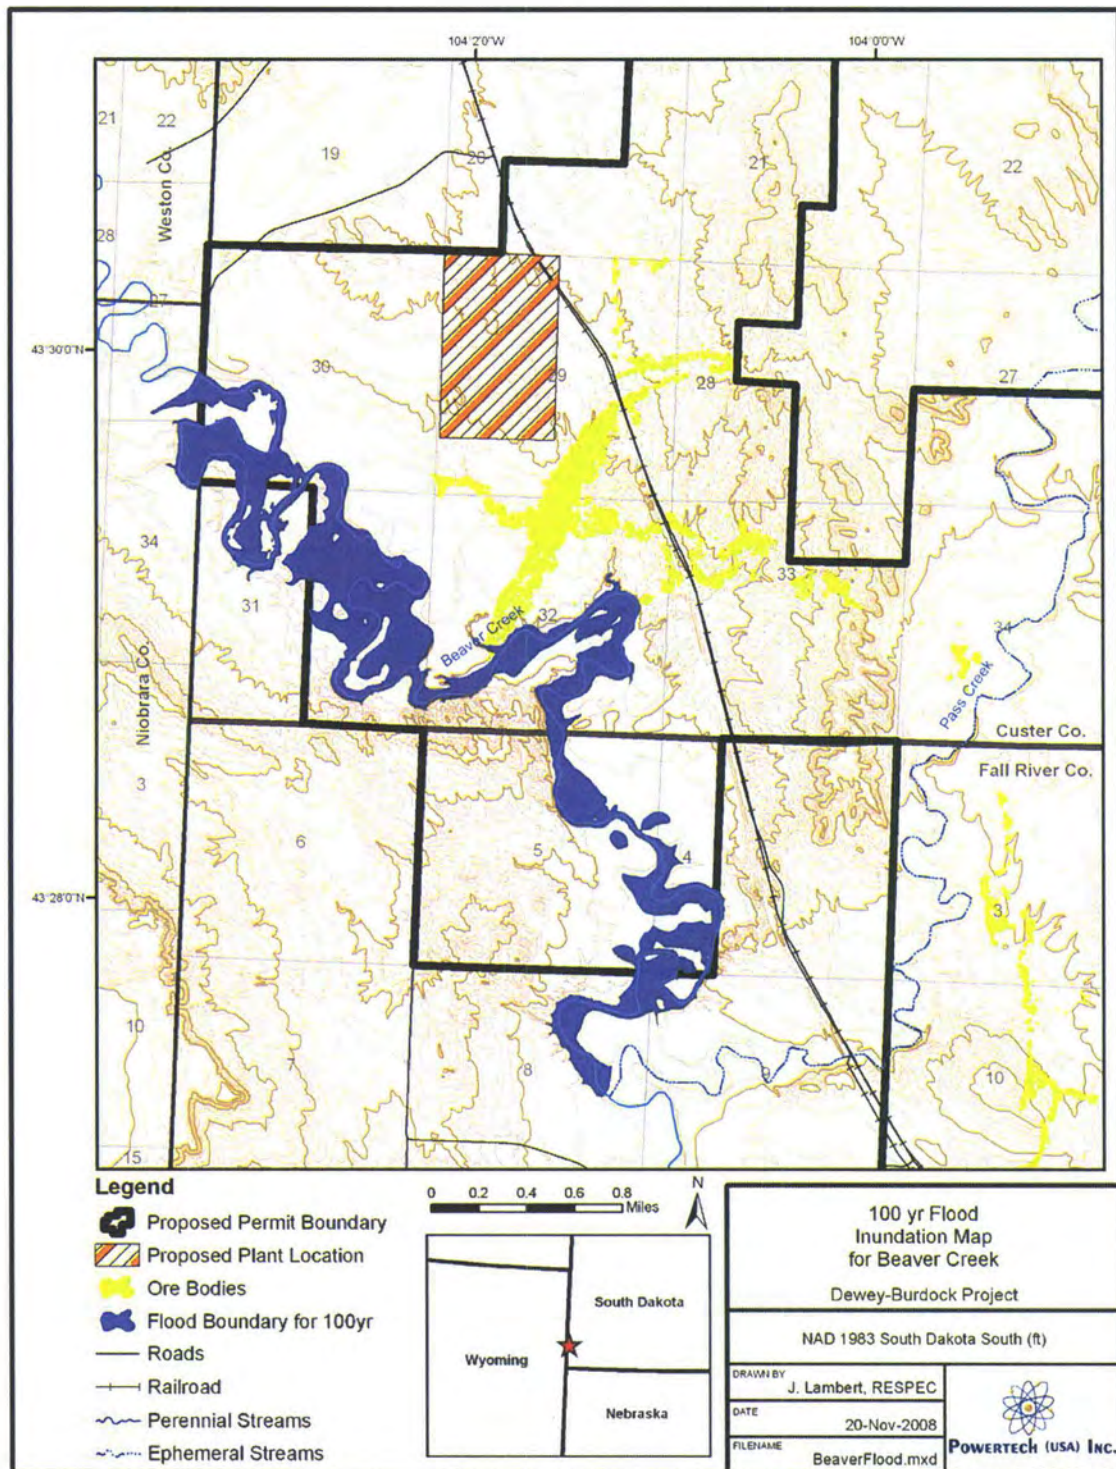 104°2'0"W
104°0'0"W
21
22
Weston Co.
19
20
21
22
28
27
43°30'0"N
30
29
28
27
34
31
Niobrara Co.
32
33
34
Beaver Creek
Pass Creek
Custer Co.
Fall River Co.
3
6
5
4
3
43°28'0"N
10
7
8
9
10
15
Legend
Proposed Permit Boundary
Proposed Plant Location
Ore Bodies
Flood Boundary for 100yr
Roads
Railroad
Perennial Streams
Ephemeral Streams
0 0.2 0.4 0.6 0.8
Miles
N
South Dakota
Wyoming
Nebraska
100 yr Flood
Inundation Map
for Beaver Creek
Dewey-Burdock Project
NAD 1983 South Dakota South (ft)
DRAWN BY
J. Lambert, RESPEC
DATE
20-Nov-2008
FILENAME
BeaverFlood.mxd
POWERTECH (USA) INC.